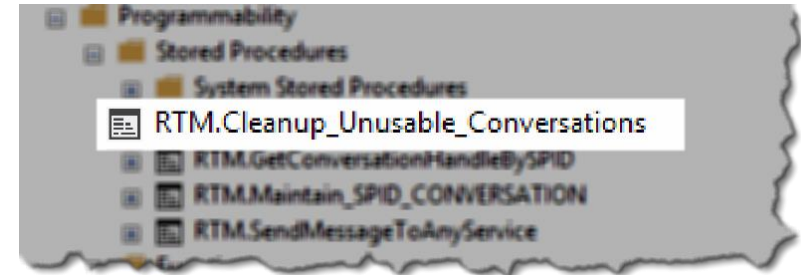 Programmability
Stored Procedures
System Stored Procedures
RTM.Cleanup_Unusable_Conversations
RTM.GetConversationHandleBySPID
RTM.Maintain_SPID_CONVERSATION
RTM.SendMessageToAnyService